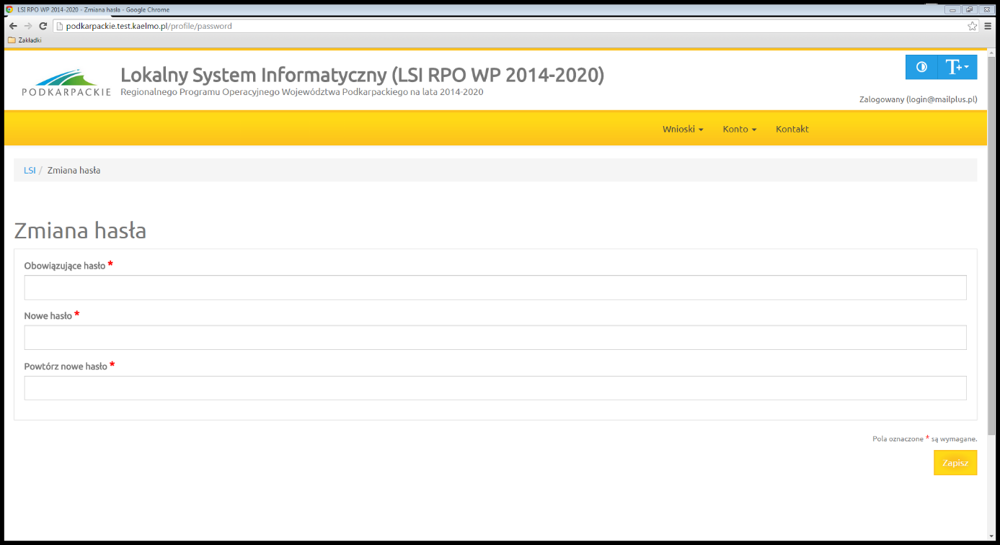 LSI RPO WP 2014-2020 - Zmiana hasła - Google Chrome
podkarpackie.test.kaelmo.pl/profile/password
Zakładki
PODKARPACKIE
Lokalny System Informatyczny (LSI RPO WP 2014-2020)
Regionalnego Programu Operacyjnego Województwa Podkarpackiego na lata 2014-2020
T+
Zalogowany (login@mailplus.pl)
Wnioski Konto Kontakt
LSI / Zmiana hasła
Zmiana hasła
Obowiązujące hasło *
Nowe hasło *
Powtórz nowe hasło *
Pola oznaczone * są wymagane.
Zapisz